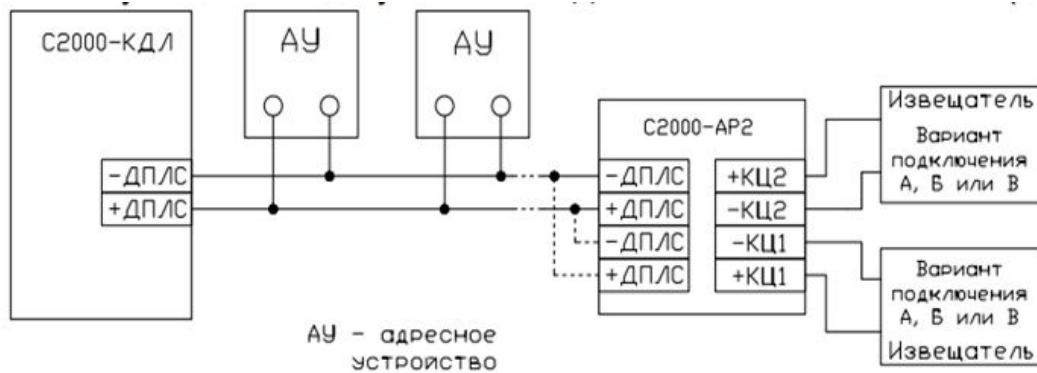 С2000-КДЛ
АУ
АУ
-ДПЛС
+ДПЛС
С2000-АР2
-ДПЛС
+ДПЛС
-ДПЛС
+ДПЛС
+КЦ2
-КЦ2
-КЦ1
+КЦ1
Извещатель
Вариант
подключения
А, Б или В
Вариант
подключения
А, Б или В
Извещатель
АУ - адресное
устройство